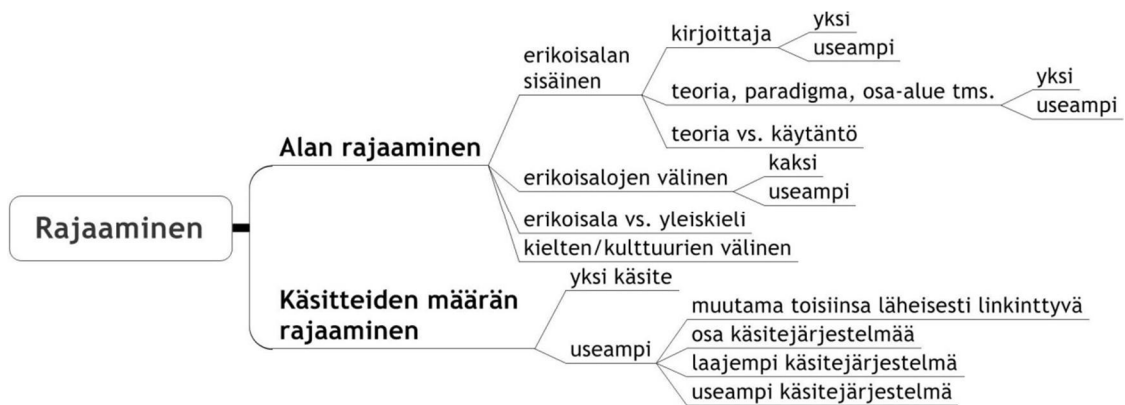 Rajaaminen
Alan rajaaminen
erikoisalan
sisäinen
kirjoittaja
yksi
useampi
teoria, paradigma, osa-alue tms.
yksi
useampi
teoria vs. käytäntö
erikoisalojen välinen
kaksi
useampi
erikoisala vs. yleiskieli
kielten/kulttuurien välinen
Käsitteiden määrän
rajaaminen
yksi käsite
useampi
muutama toisiinsa läheisesti linkinttyvä
osa käsitejärjestelmää
laajempi käsitejärjestelmä
useampi käsitejärjestelmä